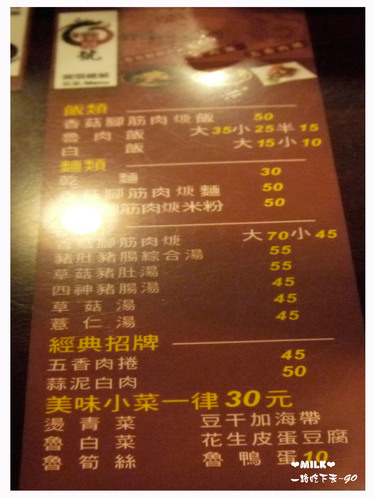 號
飯類
香菇腳筋肉焿飯 50
魯肉飯 大35小25半15
白飯 大15小10
麵類
乾麵 30
腳筋肉焿麵 50
筋肉焿米粉 50
腳筋肉焿 大70小45
豬肚豬腸綜合湯 55
草菇豬肚湯 55
四神豬腸湯 45
草菇湯 45
薏仁湯 45
經典招牌
五香肉捲 45
蒜泥白肉 50
美味小菜一律30元
燙青菜 豆干加海帶
魯白菜 花生皮蛋豆腐
魯筍絲 魯鴨蛋10
❤MILK❤
一路吃下去~go